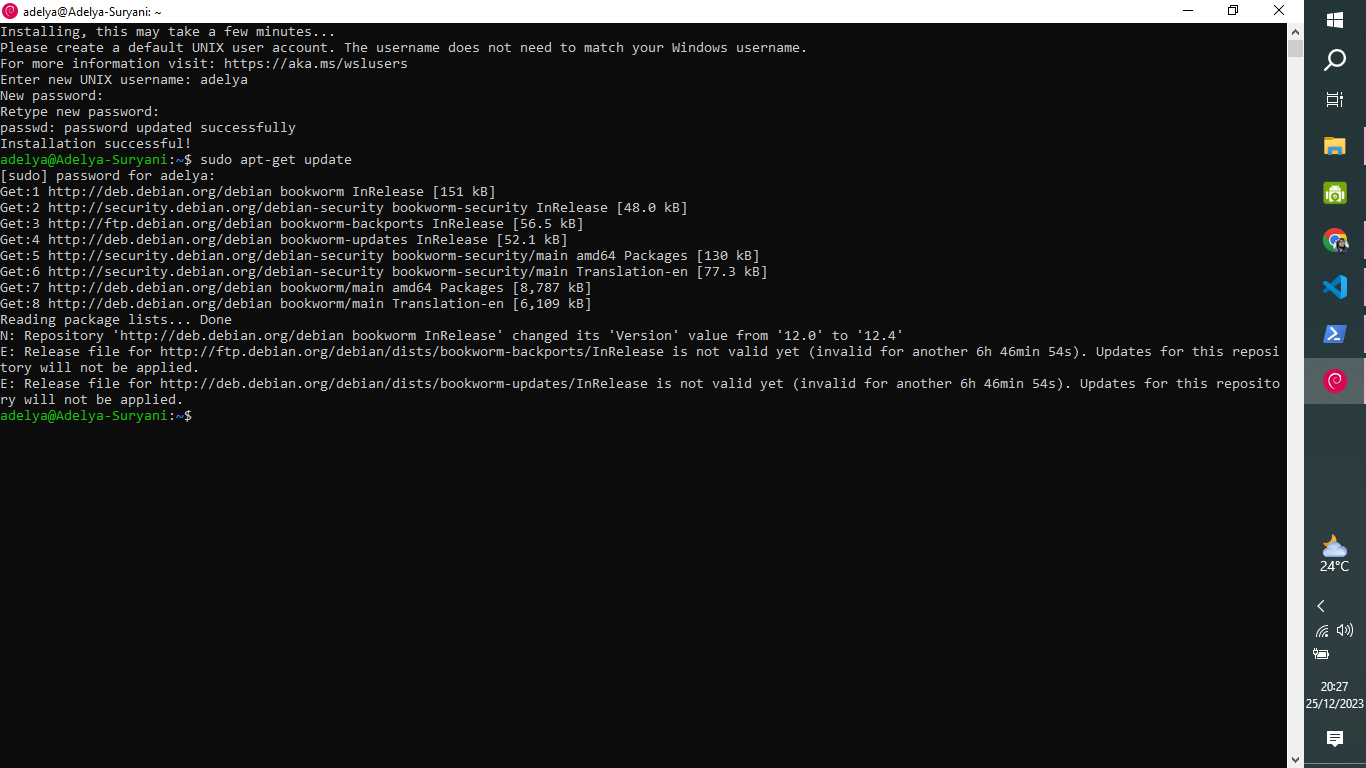 adelya@Adelya-Suryani: ~
Installing, this may take a few minutes...
Please create a default UNIX user account. The username does not need to match your Windows username.
For more information visit: https://aka.ms/wslusers
Enter new UNIX username: adelya
New password:
Retype new password:
passwd: password updated successfully
Installation successful!
adelya@Adelya-Suryani:~$ sudo apt-get update
[sudo] password for adelya:
Get:1 http://deb.debian.org/debian bookworm InRelease [151 kB]
Get:2 http://security.debian.org/debian-security bookworm-security InRelease [48.0 kB]
Get:3 http://ftp.debian.org/debian bookworm-backports InRelease [56.5 kB]
Get:4 http://deb.debian.org/debian bookworm-updates InRelease [52.1 kB]
Get:5 http://security.debian.org/debian-security bookworm-security/main amd64 Packages [130 kB]
Get:6 http://security.debian.org/debian-security bookworm-security/main Translation-en [77.3 kB]
Get:7 http://deb.debian.org/debian bookworm/main amd64 Packages [8,787 kB]
Get:8 http://deb.debian.org/debian bookworm/main Translation-en [6,109 kB]
Reading package lists... Done
N: Repository 'http://deb.debian.org/debian bookworm InRelease' changed its 'Version' value from '12.0' to '12.4'
E: Release file for http://ftp.debian.org/debian/dists/bookworm-backports/InRelease is not valid yet (invalid for another 6h 46min 54s). Updates for this reposi
tory will not be applied.
E: Release file for http://deb.debian.org/debian/dists/bookworm-updates/InRelease is not valid yet (invalid for another 6h 46min 54s). Updates for this reposito
ry will not be applied.
adelya@Adelya-Suryani:~$
24°C
20:27
25/12/2023